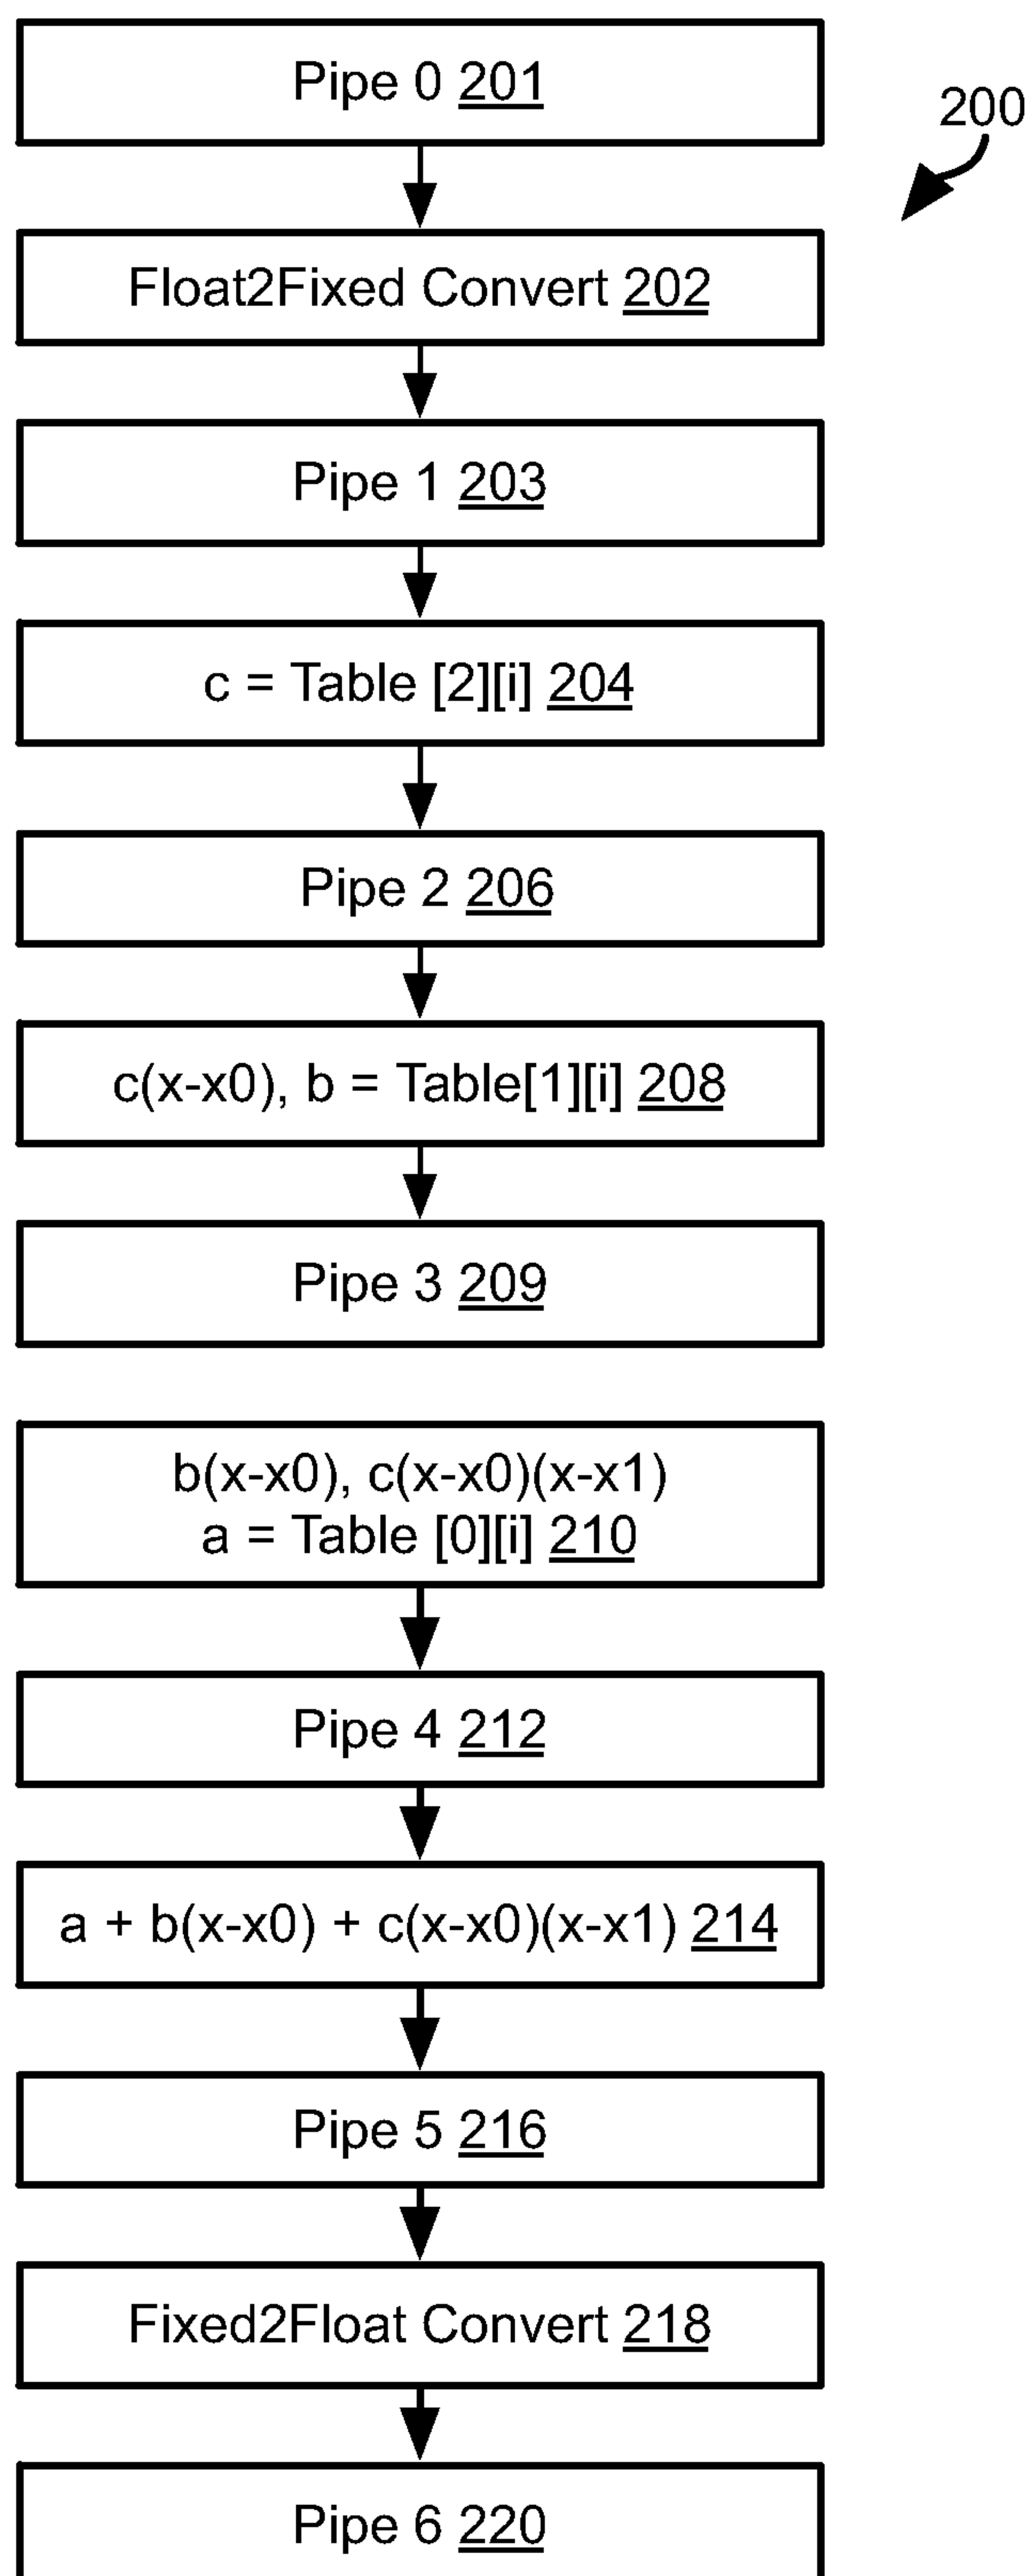 Pipe 0 201
200
Float2Fixed Convert 202
Pipe 1 203
c = Table [2][i] 204
Pipe 2 206
c(x-x0), b = Table[1][i] 208
Pipe 3 209
b(x-x0), c(x-x0)(x-x1)
a = Table [0][i] 210
Pipe 4 212
a + b(x-x0) + c(x-x0)(x-x1) 214
Pipe 5 216
Fixed2Float Convert 218
Pipe 6 220